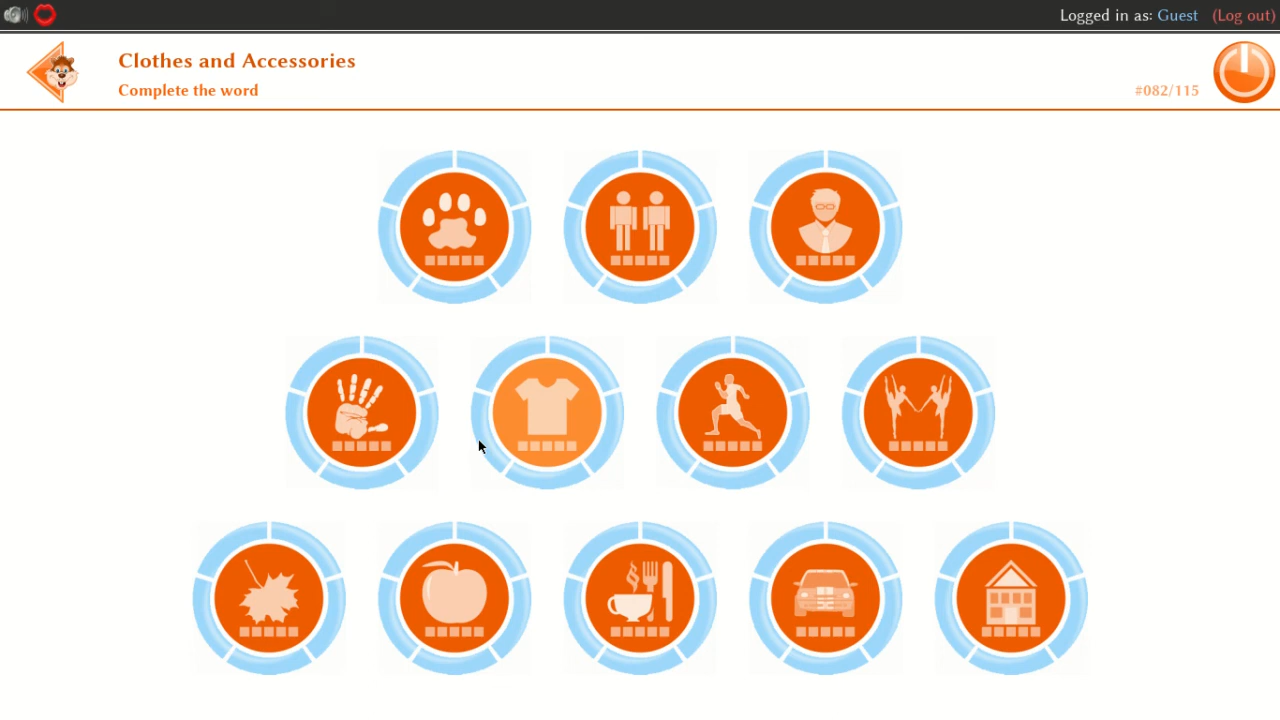 Logged in as: Guest (Log out)
Clothes and Accessories
Complete the word
#082/115